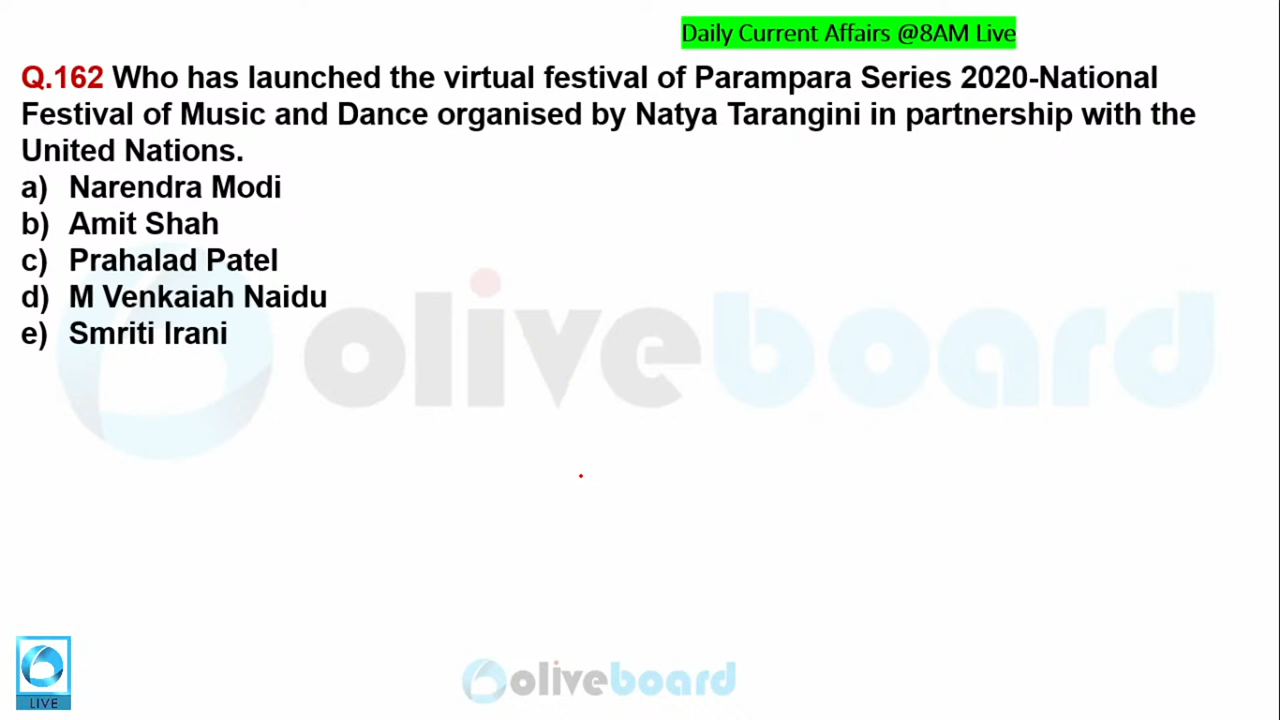 Daily Current Affairs @8AM Live
Q.162 Who has launched the virtual festival of Parampara Series 2020-National
Festival of Music and Dance organised by Natya Tarangini in partnership with the
United Nations.
a) Narendra Modi
b) Amit Shah
c) Prahalad Patel
d) M Venkaiah Naidu
e) Smriti Irani
oliveboard
LIVE
oliveboard